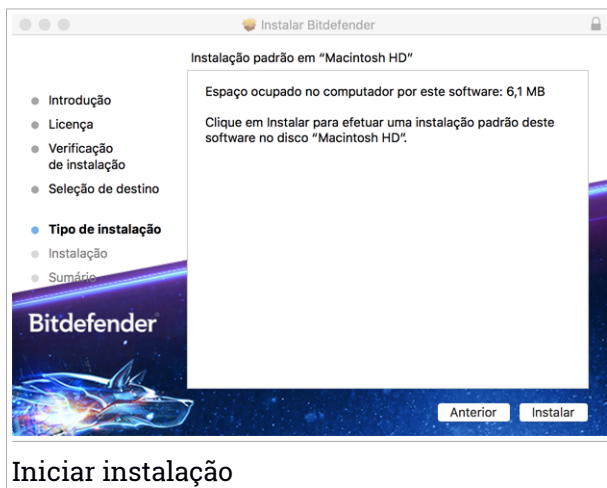 Instalar Bitdefender
Instalação padrão em “Macintosh HD”
Introdução
Licença
Verificação
de instalação
Seleção de destino
Tipo de instalação
Instalação
Sumário
Espaço ocupado no computador por este software: 6,1 MB
Clique em Instalar para efetuar uma instalação padrão deste
software no disco “Macintosh HD”.
Bitdefender
Anterior
Instalar
Iniciar instalação